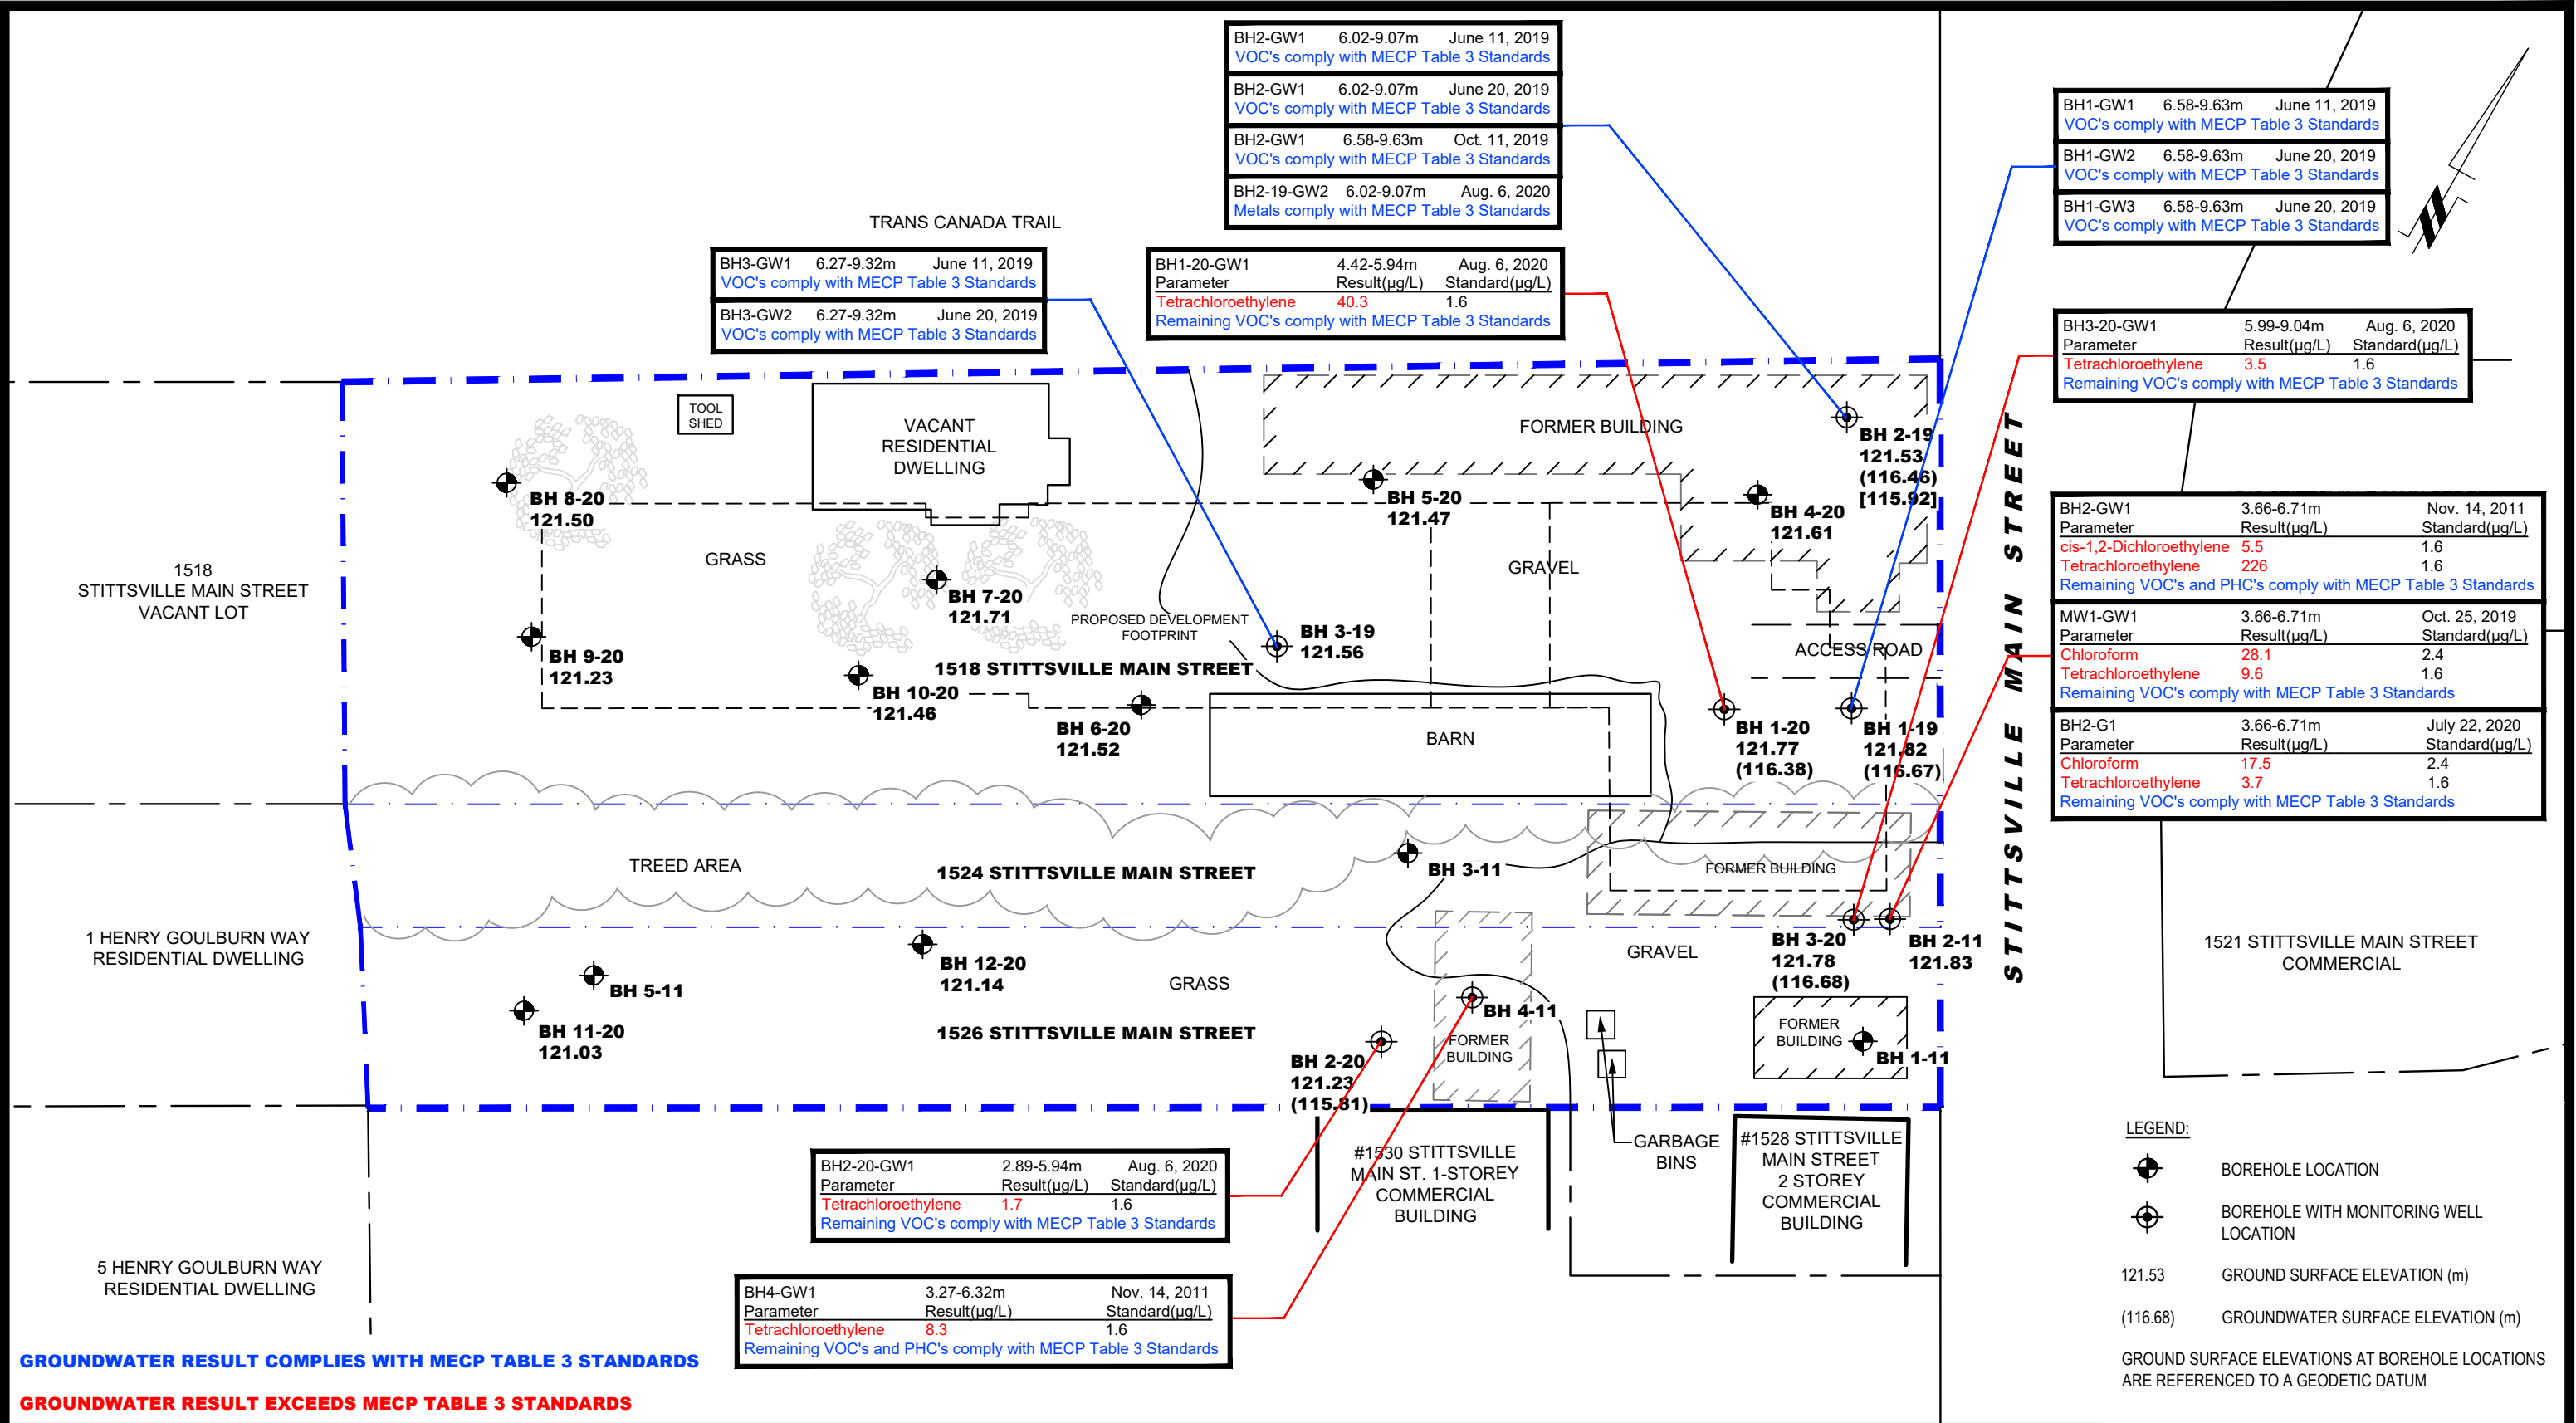 BH2-GW1 6.02-9.07m June 11, 2019
VOC's comply with MECP Table 3 Standards
BH2-GW1 6.02-9.07m June 20, 2019
VOC's comply with MECP Table 3 Standards
BH2-GW1 6.58-9.63m Oct. 11, 2019
VOC's comply with MECP Table 3 Standards
BH2-19-GW2 6.02-9.07m Aug. 6, 2020
Metals comply with MECP Table 3 Standards
BH1-GW1 6.58-9.63m June 11, 2019
VOC's comply with MECP Table 3 Standards
BH1-GW2 6.58-9.63m June 20, 2019
VOC's comply with MECP Table 3 Standards
BH1-GW3 6.58-9.63m June 20, 2019
VOC's comply with MECP Table 3 Standards
TRANS CANADA TRAIL
BH3-GW1 6.27-9.32m June 11, 2019
VOC's comply with MECP Table 3 Standards
BH3-GW2 6.27-9.32m June 20, 2019
VOC's comply with MECP Table 3 Standards
BH1-20-GW1 4.42-5.94m Aug. 6, 2020
Parameter Result(µg/L) Standard(µg/L)
Tetrachloroethylene 40.3 1.6
Remaining VOC's comply with MECP Table 3 Standards
BH3-20-GW1 5.99-9.04m Aug. 6, 2020
Parameter Result(µg/L) Standard(µg/L)
Tetrachloroethylene 3.5 1.6
Remaining VOC's comply with MECP Table 3 Standards
BH2-GW1 3.66-6.71m Nov. 14, 2011
Parameter Result(µg/L) Standard(µg/L)
cis-1,2-Dichloroethylene 5.5 1.6
Tetrachloroethylene 226 1.6
Remaining VOC's and PHC's comply with MECP Table 3 Standards
MW1-GW1 3.66-6.71m Oct. 25, 2019
Parameter Result(µg/L) Standard(µg/L)
Chloroform 28.1 2.4
Tetrachloroethylene 9.6 1.6
Remaining VOC's comply with MECP Table 3 Standards
BH2-G1 3.66-6.71m July 22, 2020
Parameter Result(µg/L) Standard(µg/L)
Chloroform 17.5 2.4
Tetrachloroethylene 3.7 1.6
Remaining VOC's comply with MECP Table 3 Standards
TOOL
SHED
VACANT
RESIDENTIAL
DWELLING
FORMER BUILDING
BH 2-19
121.53
(116.46)
[115.92]
BH 8-20
121.50
BH 5-20
121.47
BH 4-20
121.61
GRASS
GRAVEL
1518
STITTSVILLE MAIN STREET
VACANT LOT
BH 7-20
121.71
PROPOSED DEVELOPMENT
FOOTPRINT
BH 3-19
121.56
BH 9-20
121.23
1518 STITTSVILLE MAIN STREET
ACCESS ROAD
BH 10-20
121.46
BH 6-20
121.52
BARN
BH 1-20
121.77
(116.38)
BH 1-19
121.82
(116.67)
STITTSVILLE MAIN STREET
TREED AREA
1524 STITTSVILLE MAIN STREET
BH 3-11
FORMER BUILDING
1 HENRY GOULBURN WAY
RESIDENTIAL DWELLING
BH 12-20
121.14
GRASS
GRAVEL
BH 3-20
121.78
(116.68)
BH 2-11
121.83
1521 STITTSVILLE MAIN STREET
COMMERCIAL
BH 5-11
BH 11-20
121.03
1526 STITTSVILLE MAIN STREET
BH 4-11
FORMER
BUILDING
BH 2-20
121.23
(115.81)
FORMER
BUILDING
BH 1-11
#1530 STITTSVILLE
MAIN ST. 1-STOREY
COMMERCIAL
BUILDING
GARBAGE
BINS
#1528 STITTSVILLE
MAIN STREET
2 STOREY
COMMERCIAL
BUILDING
BH2-20-GW1 2.89-5.94m Aug. 6, 2020
Parameter Result(µg/L) Standard(µg/L)
Tetrachloroethylene 1.7 1.6
Remaining VOC's comply with MECP Table 3 Standards
BH4-GW1 3.27-6.32m Nov. 14, 2011
Parameter Result(µg/L) Standard(µg/L)
Tetrachloroethylene 8.3 1.6
Remaining VOC's and PHC's comply with MECP Table 3 Standards
5 HENRY GOULBURN WAY
RESIDENTIAL DWELLING
LEGEND:
BOREHOLE LOCATION
BOREHOLE WITH MONITORING WELL
LOCATION
121.53 GROUND SURFACE ELEVATION (m)
(116.68) GROUNDWATER SURFACE ELEVATION (m)
GROUND SURFACE ELEVATIONS AT BOREHOLE LOCATIONS
ARE REFERENCED TO A GEODETIC DATUM
GROUNDWATER RESULT COMPLIES WITH MECP TABLE 3 STANDARDS
GROUNDWATER RESULT EXCEEDS MECP TABLE 3 STANDARDS